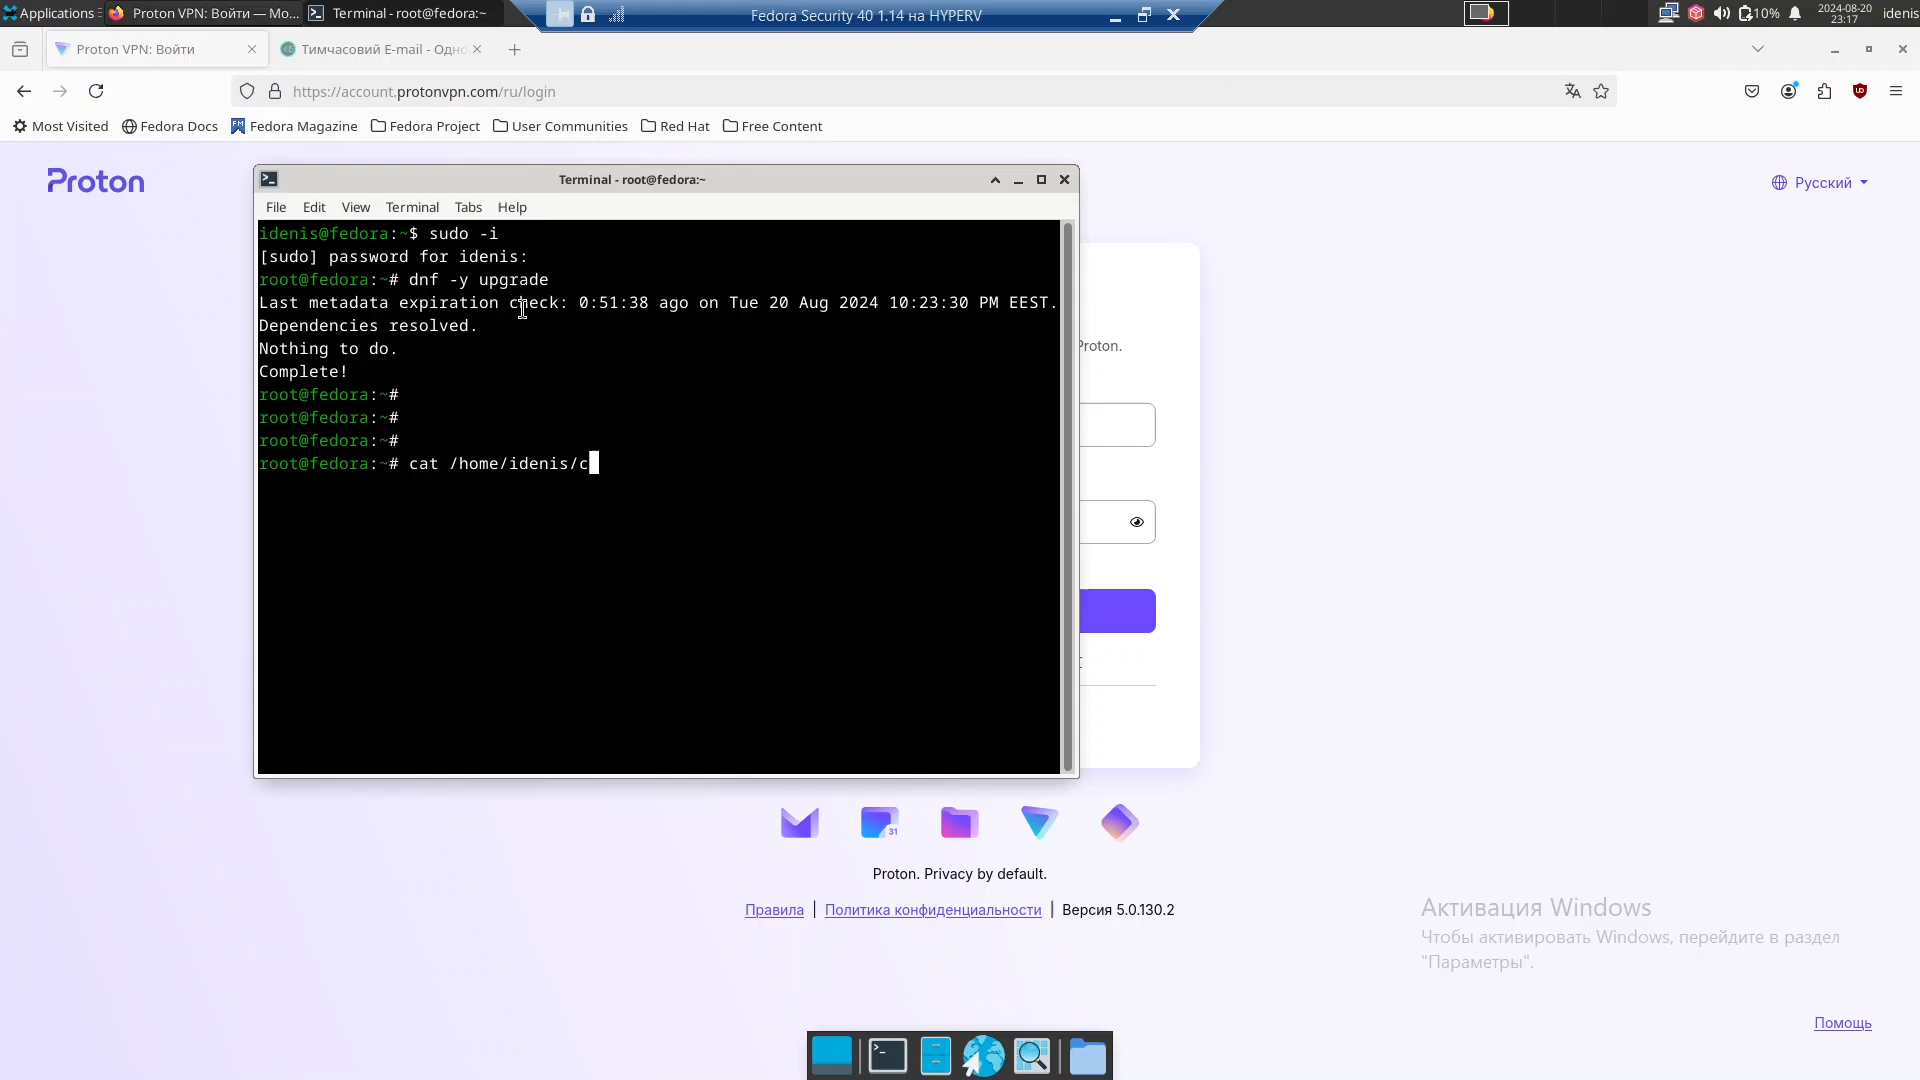 Applications
Proton VPN: Войти — Mo...
Terminal - root@fedora:~
Fedora Security 40 1.14 на HYPERV
10%
2024-08-20
23:17
idenis
Proton VPN: Войти
Тимчасовий E-mail - Одно
https://account.protonvpn.com/ru/login
Most Visited
Fedora Docs
Fedora Magazine
Fedora Project
User Communities
Red Hat
Free Content
Proton
Русский
Terminal - root@fedora:~
File Edit View Terminal Tabs Help
idenis@fedora:~$ sudo -i
[sudo] password for idenis:
root@fedora:~# dnf -y upgrade
Last metadata expiration check: 0:51:38 ago on Tue 20 Aug 2024 10:23:30 PM EEST.
Dependencies resolved.
Nothing to do.
Complete!
root@fedora:~#
root@fedora:~#
root@fedora:~#
root@fedora:~# cat /home/idenis/c
Proton.
31
Proton. Privacy by default.
Правила | Политика конфиденциальности | Версия 5.0.130.2
Активация Windows
Чтобы активировать Windows, перейдите в раздел
"Параметры".
Помощь